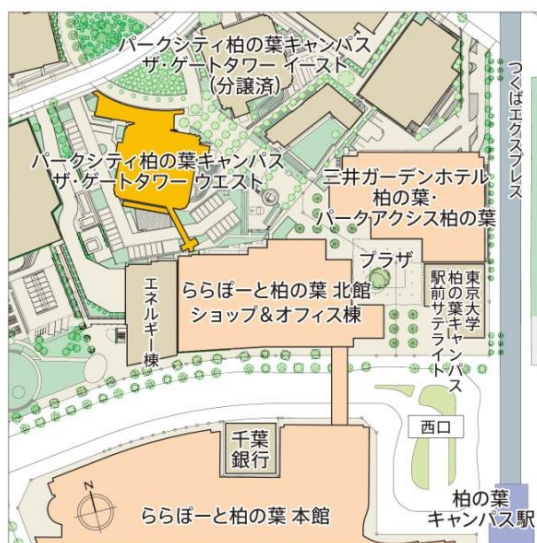 パークシティ柏の葉キャンパス
ザ・ゲートタワー イースト
(分譲済)
つくばエクスプレス
パークシティ柏の葉キャンパス
ザ・ゲートタワー ウエスト
三井ガーデンホテル
柏の葉・
パークアクシス柏の葉
プラザ
エネルギー棟
ららぽーと柏の葉 北館
ショップ&オフィス棟
東京大学
柏の葉キャンパス
駅前サテライト
西口
千葉
銀行
N
ららぽーと柏の葉 本館
柏の葉
キャンパス駅